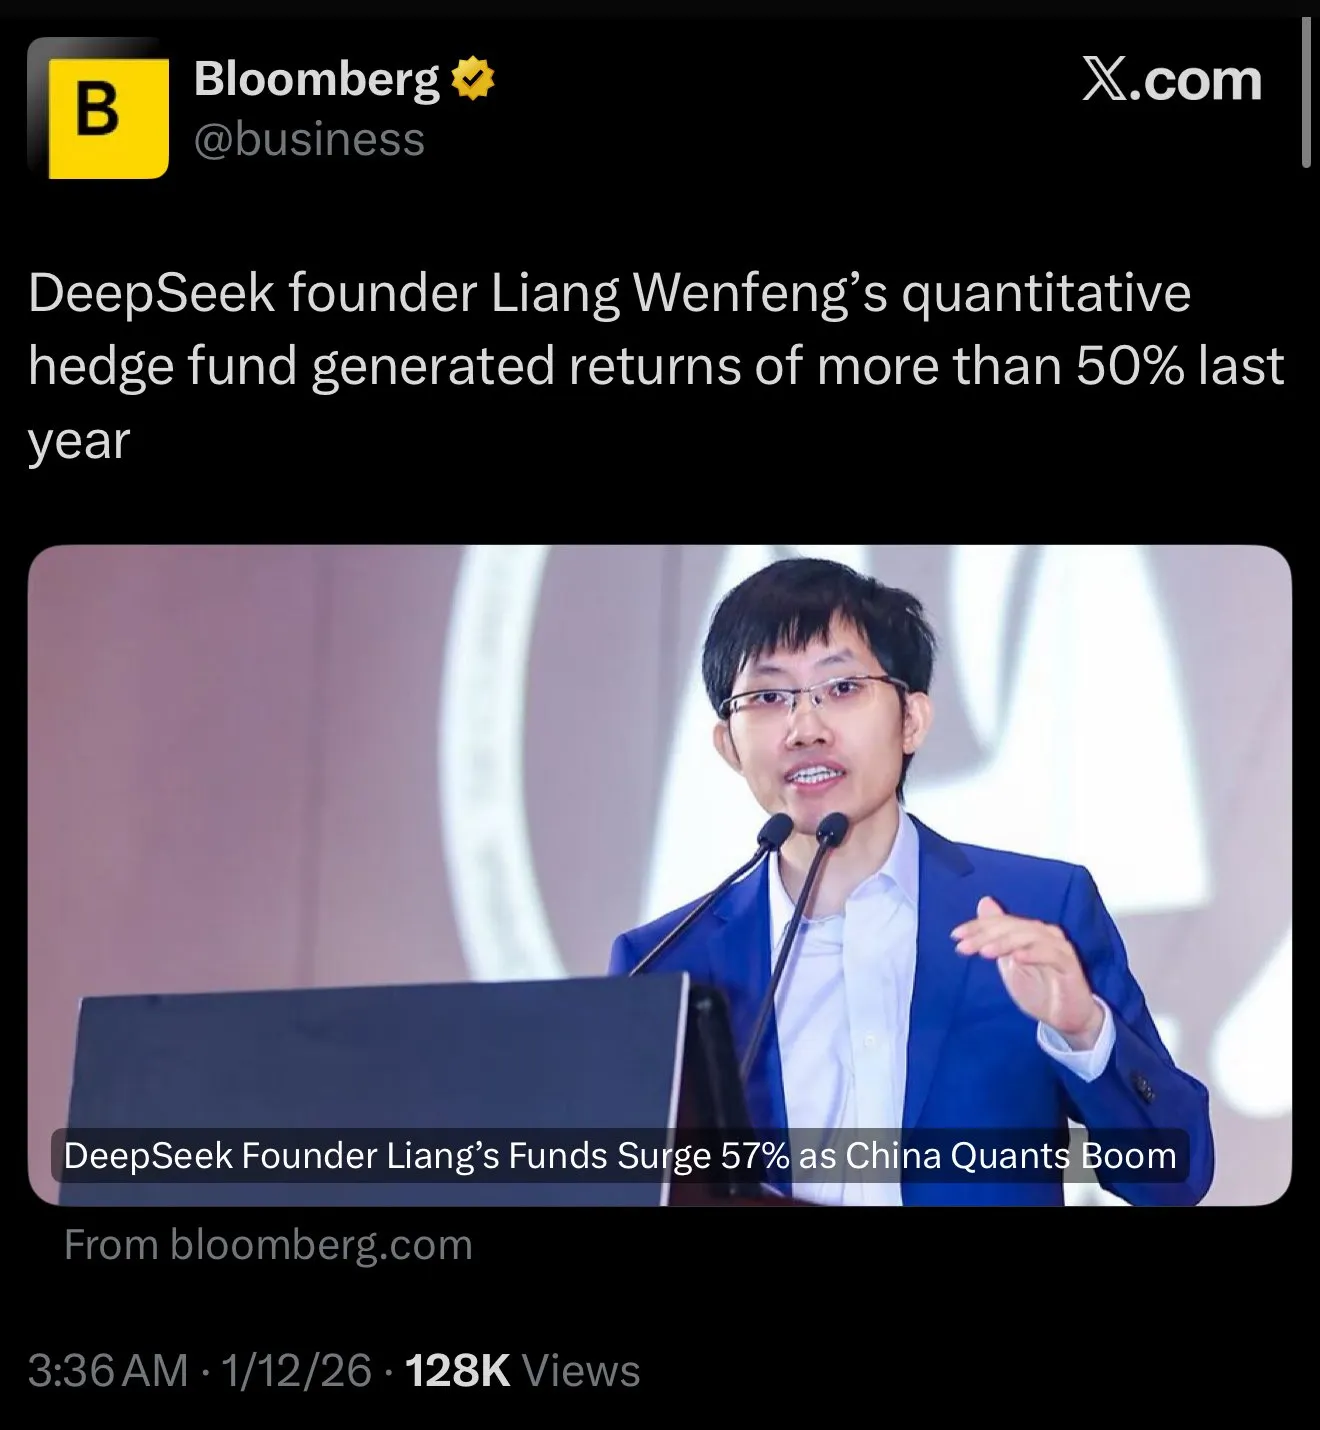 B
Bloomberg
X.com
@business
DeepSeek founder Liang Wenfeng’s quantitative
hedge fund generated returns of more than 50% last
year
DeepSeek Founder Liang’s Funds Surge 57% as China Quants Boom
From bloomberg.com
3:36 AM · 1/12/26 · 128K Views